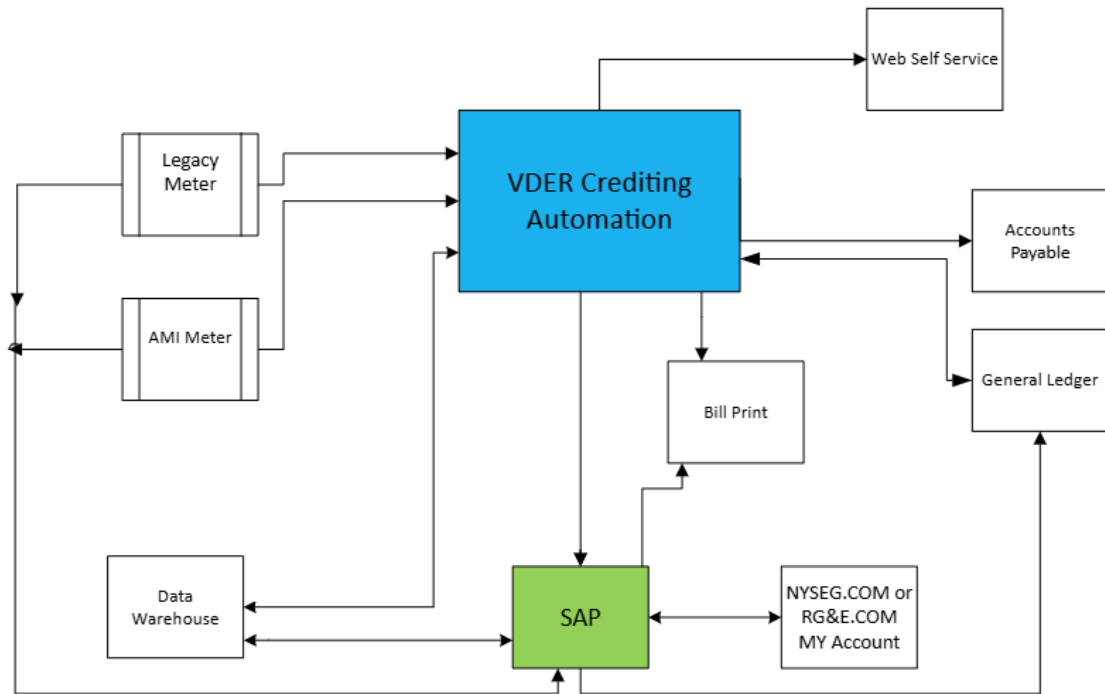 Web Self Service
Legacy
Meter
VDER Crediting
Automation
Accounts
Payable
AMI Meter
General Ledger
Bill Print
Data
Warehouse
SAP
NYSEG.COM or
RG&E.COM
MY Account